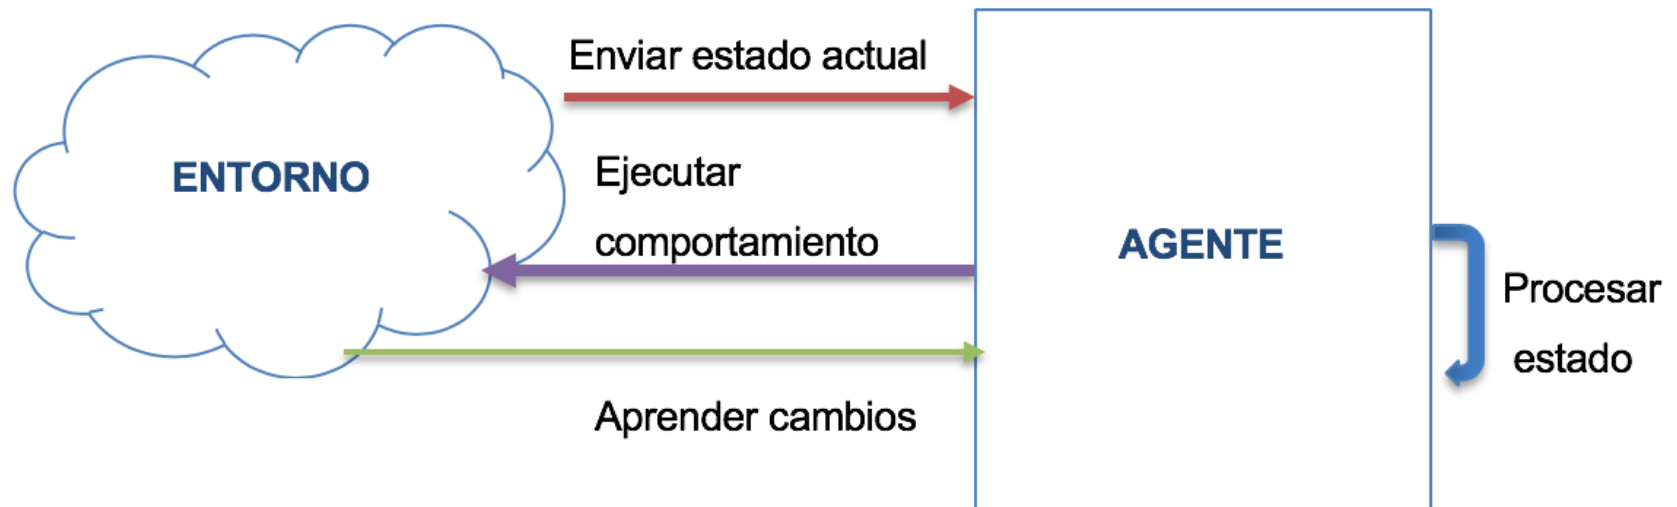 Enviar estado actual
ENTORNO
Ejecutar
comportamiento
AGENTE
Procesar
estado
Aprender cambios